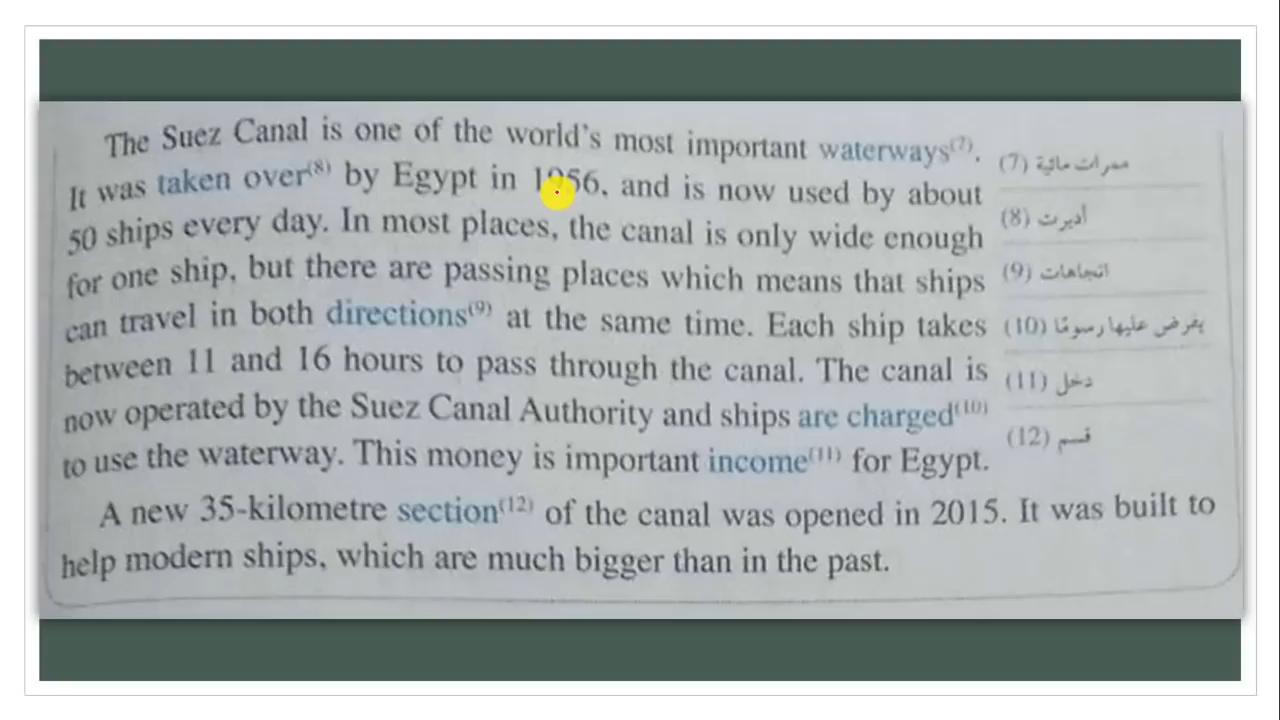 The Suez Canal is one of the world's most important waterways(7).
It was taken over(8) by Egypt in 1956, and is now used by about
50 ships every day. In most places, the canal is only wide enough
for one ship, but there are passing places which means that ships
can travel in both directions(9) at the same time. Each ship takes
between 11 and 16 hours to pass through the canal. The canal is
now operated by the Suez Canal Authority and ships are charged(10)
to use the waterway. This money is important income(11) for Egypt.
A new 35-kilometre section(12) of the canal was opened in 2015. It was built to
help modern ships, which are much bigger than in the past.
(7) ممرات مائية
(8) أديرت
(9) اتجاهات
(10) يفرض عليها رسومًا
(11) دخل
(12) قسم